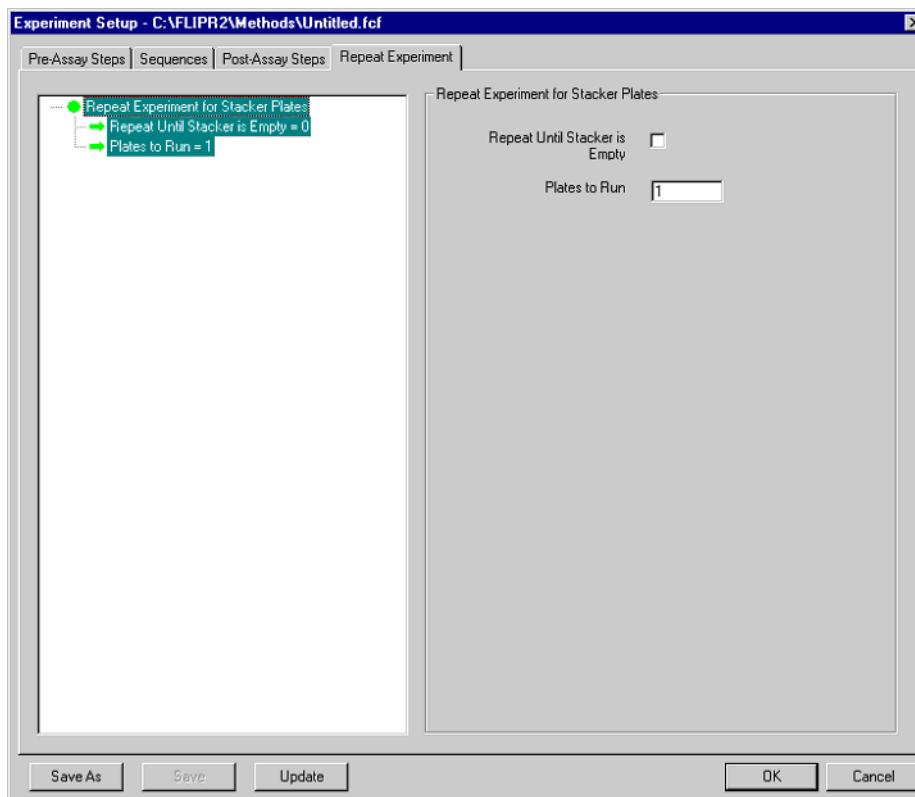 Experiment Setup - C:\FLIPR2\Methods\Untitled.fcf
Pre-Assay Steps
Sequences
Post-Assay Steps
Repeat Experiment
Repeat Experiment for Stacker Plates
Repeat Until Stacker is Empty = 0
Plates to Run = 1
Repeat Experiment for Stacker Plates
Repeat Until Stacker is
Empty
Plates to Run
1
Save As
Save
Update
OK
Cancel